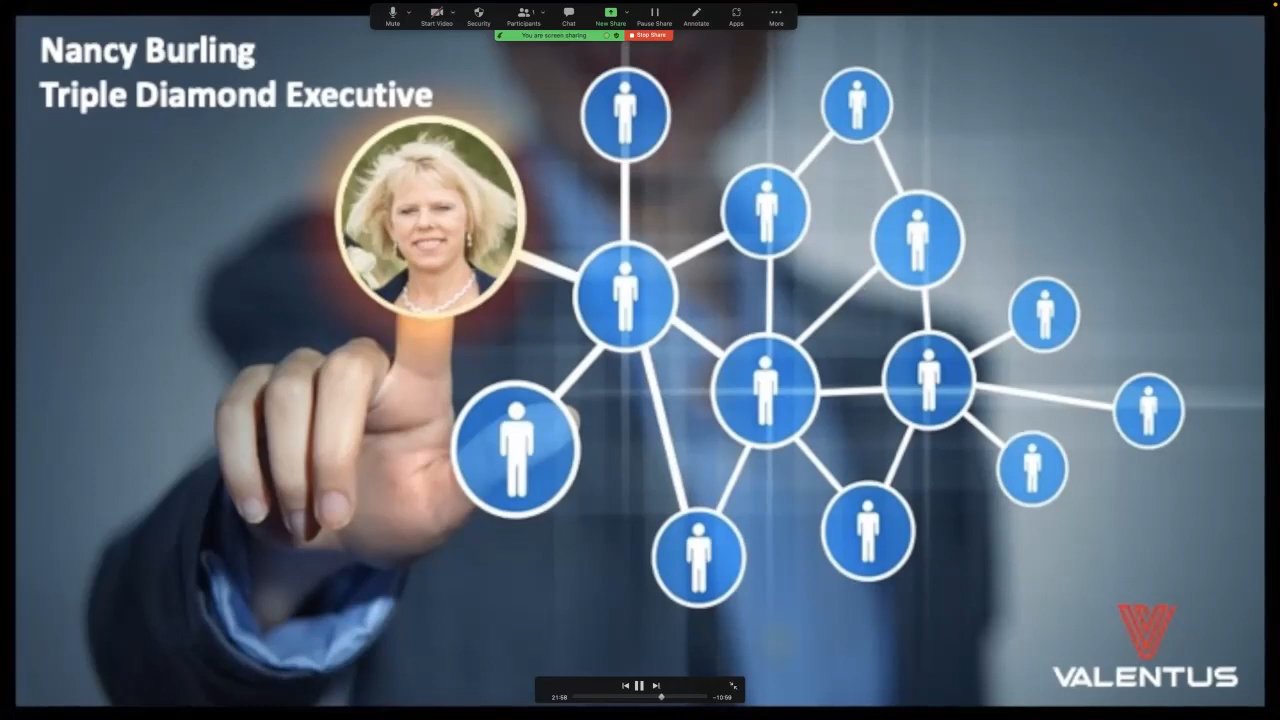 Mute
Start Video
Security
Participants
1
Chat
New Share
Pause Share
Annotate
Apps
More
You are screen sharing
Stop Share
Nancy Burling
Triple Diamond Executive
VALENTUS
21:58
-10:59